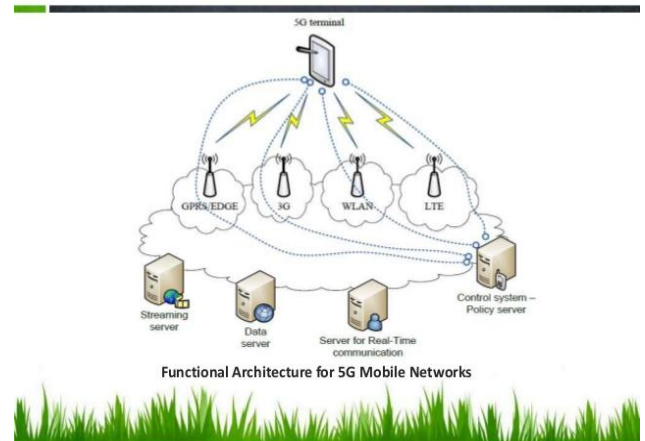 5G terminal
GPRS/EDGE
3G
WLAN
LTE
Streaming
server
Data
server
Server for Real-Time
communication
Control system –
Policy server
Functional Architecture for 5G Mobile Networks